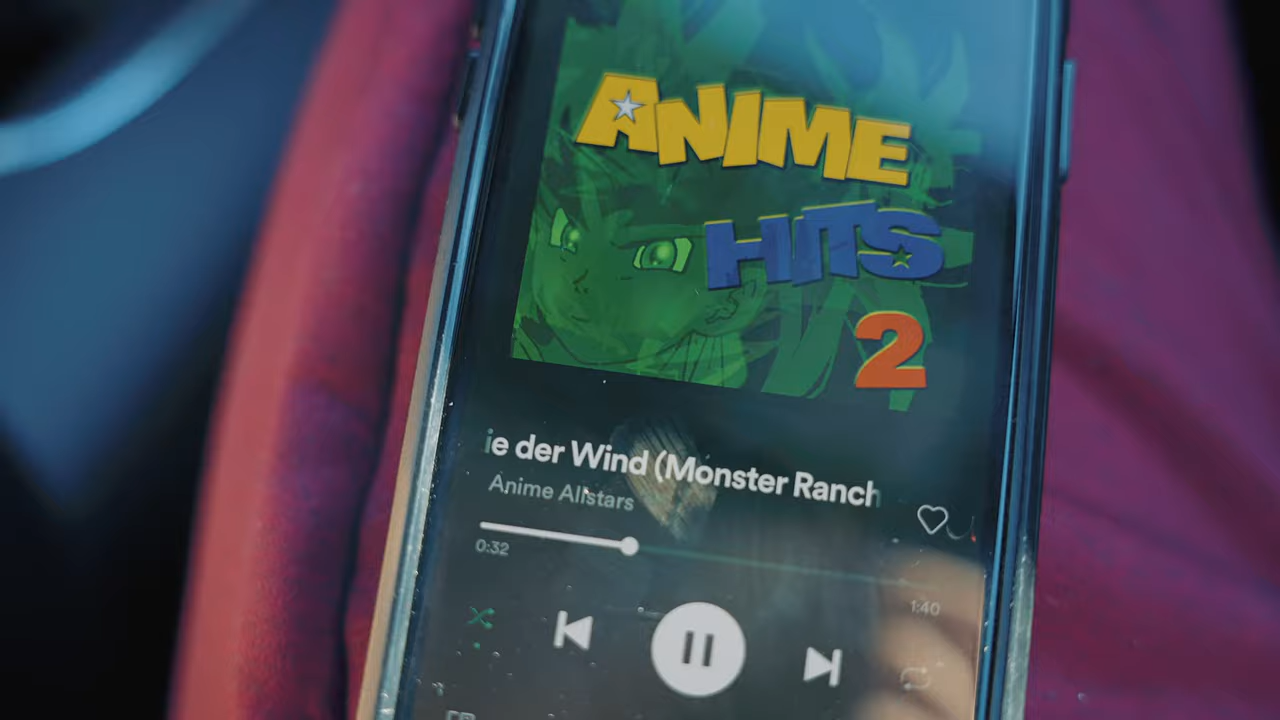 ANIME
HITS
2
ie der Wind (Monster Ranch
Anime Allstars
0:32
1:40